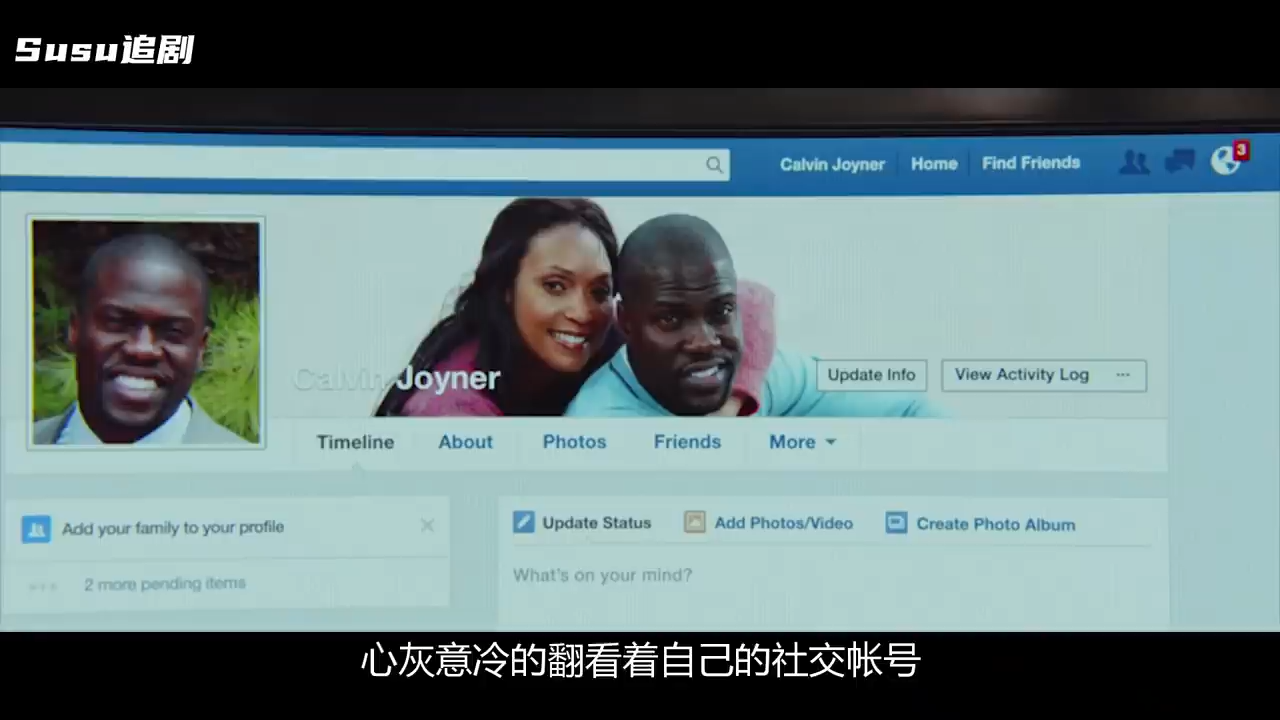 Susu追剧
Calvin Joyner Home Find Friends 3
Calvin Joyner
Update Info View Activity Log ···
Timeline About Photos Friends More
Add your family to your profile
2 more pending items
Update Status Add Photos/Video Create Photo Album
What's on your mind?
心灰意冷的翻看着自己的社交帐号